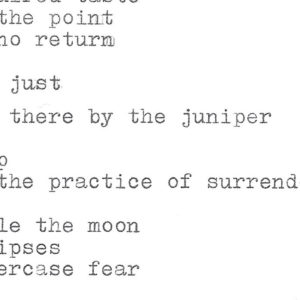 the point
no return
just
there by the juniper
the practice of surrend
le the moon
ipses
ercase fear